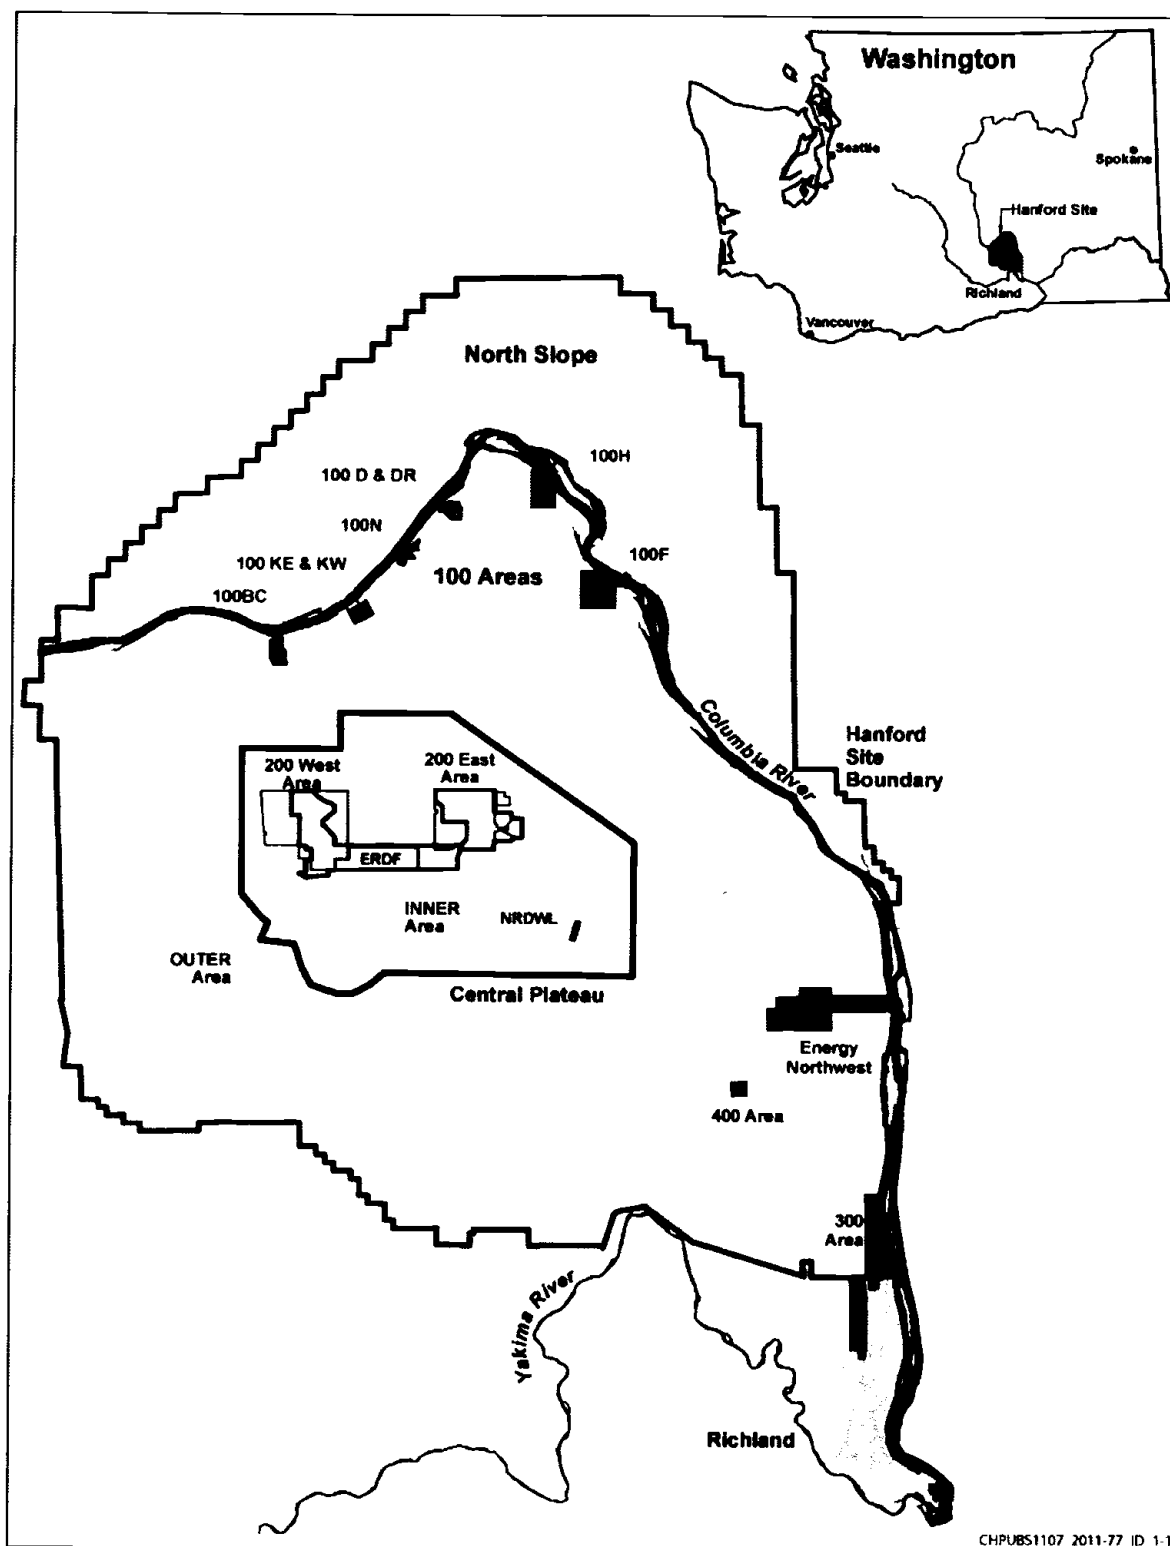 Washington
Seattle
Spokane
Hanford Site
Richland
Vancouver
North Slope
100H
100 D & DR
100N
100F
100 KE & KW
100 Areas
100BC
Columbia River
Hanford
Site
Boundary
200 West
Area
200 East
Area
ERDF
INNER
Area
NRDWL
OUTER
Area
Central Plateau
Energy
Northwest
400 Area
300
Area
Yakima River
Richland
CHPUBS1107 2011-77 ID 1-1